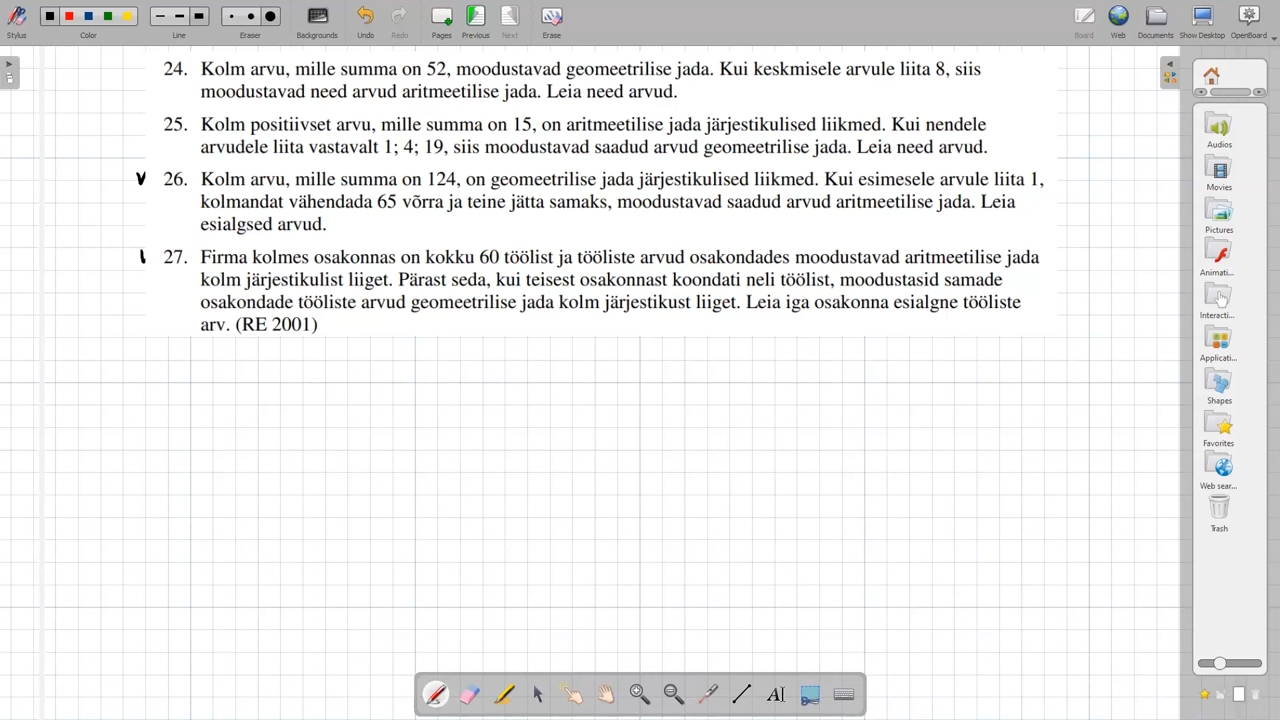 Stylus
Color
Line
Eraser
Backgrounds
Undo
Redo
Pages
Previous
Next
Erase
Board
Web
Documents
Show Desktop
OpenBoard
24. Kolm arvu, mille summa on 52, moodustavad geomeetrilise jada. Kui keskmisele arvule liita 8, siis
moodustavad need arvud aritmeetilise jada. Leia need arvud.
25. Kolm positiivset arvu, mille summa on 15, on aritmeetilise jada järjestikulised liikmed. Kui nendele
arvudele liita vastavalt 1; 4; 19, siis moodustavad saadud arvud geomeetrilise jada. Leia need arvud.
26. Kolm arvu, mille summa on 124, on geomeetrilise jada järjestikulised liikmed. Kui esimesele arvule liita 1,
kolmandat vähendada 65 võrra ja teine jätta samaks, moodustavad saadud arvud aritmeetilise jada. Leia
esialgsed arvud.
27. Firma kolmes osakonnas on kokku 60 töölist ja tööliste arvud osakondades moodustavad aritmeetilise jada
kolm järjestikulist liiget. Pärast seda, kui teisest osakonnast koondati neli töölist, moodustasid samade
osakondade tööliste arvud geomeetrilise jada kolm järjestikust liiget. Leia iga osakonna esialgne tööliste
arv. (RE 2001)
Audios
Movies
Pictures
Animati...
Interacti...
Applicati...
Shapes
Favorites
Web sear...
Trash